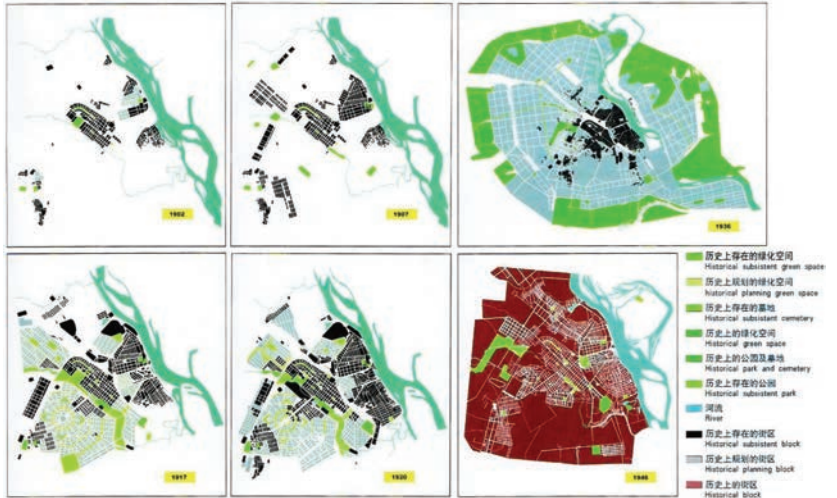 1902
1907
1936
1917
1920
1946
历史上存在的绿化空间
Historical subsistent green space
历史上规划的绿化空间
historical planning green space
历史上存在的墓地
Historical subsistent cemetery
历史上的绿化空间
Historical green space
历史上的公园及墓地
Historical park and cemetery
历史上存在的公园
Historical subsistent park
河流
River
历史上存在的街区
Historical subsistent block
历史上规划的街区
Historical planning block
历史上的街区
Historical block